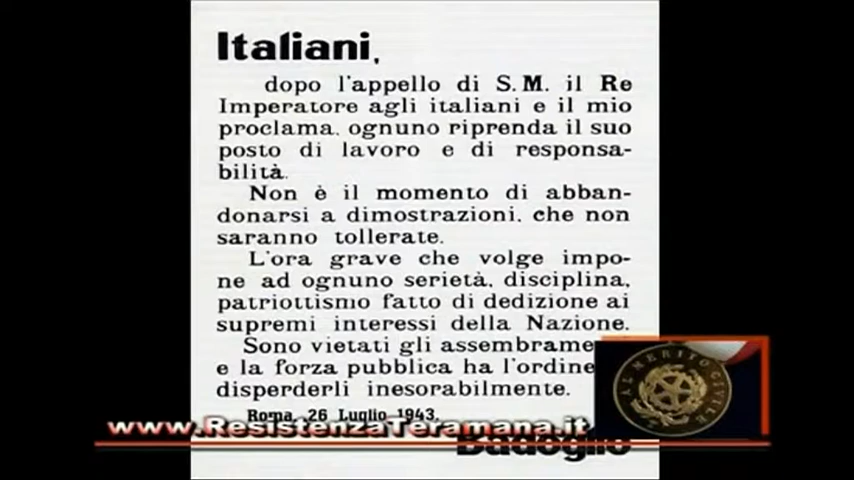 Italiani,
dopo l'appello di S.M. il Re
Imperatore agli italiani e il mio
proclama, ognuno riprenda il suo
posto di lavoro e di responsa-
bilità.
Non è il momento di abban-
donarsi a dimostrazioni, che non
saranno tollerate.
L'ora grave che volge impo-
ne ad ognuno serietà, disciplina,
patriottismo fatto di dedizione ai
supremi interessi della Nazione.
Sono vietati gli assembrame
e la forza pubblica ha l'ordine
disperderli inesorabilmente.
Roma, 26 Luglio 1943.
www.ResistenzaTeramana.it
Badoglio
AL MERITO CIVILE